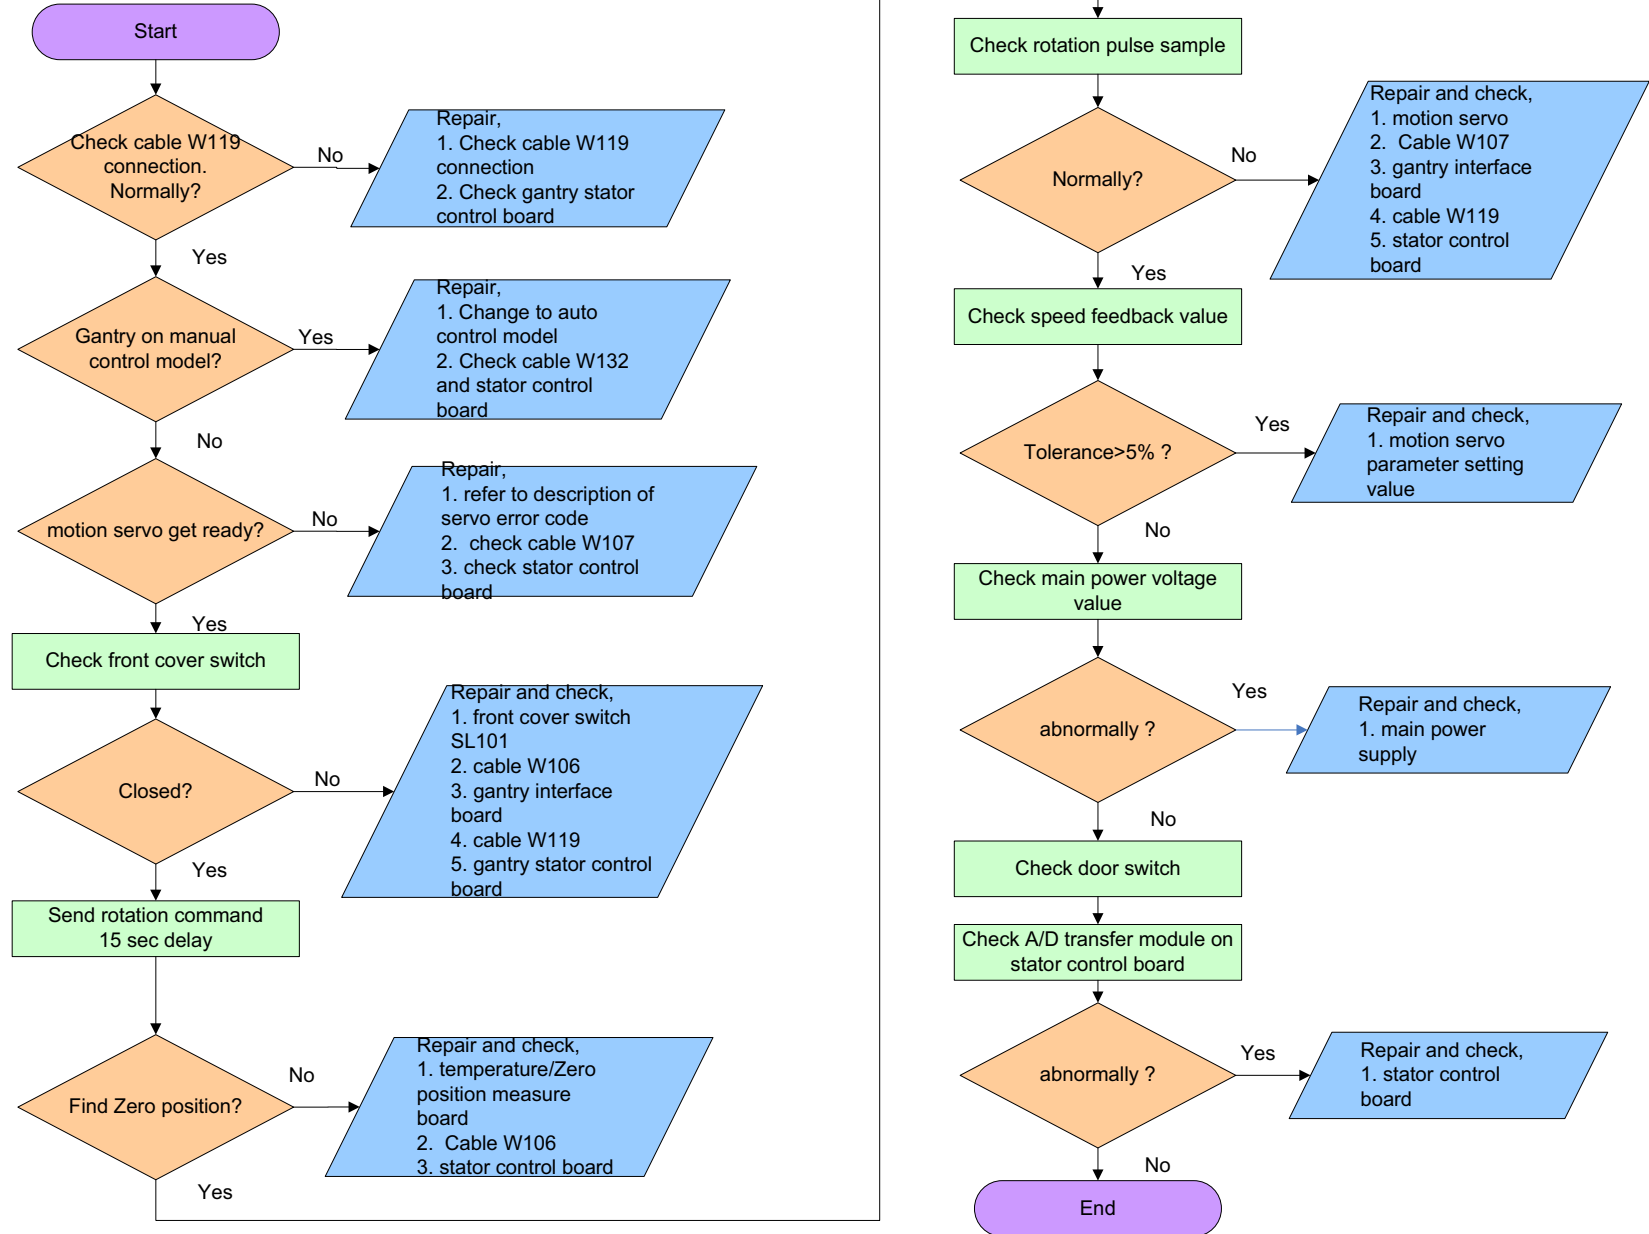 Start
Check cable W119
connection.
Normally?
No
Repair,
1. Check cable W119
connection
2. Check gantry stator
control board
Yes
Gantry on manual
control model?
Yes
Repair,
1. Change to auto
control model
2. Check cable W132
and stator control
board
No
motion servo get ready?
No
Repair,
1. refer to description of
servo error code
2. check cable W107
3. check stator control
board
Yes
Check front cover switch
Closed?
No
Repair and check,
1. front cover switch
SL101
2. cable W106
3. gantry interface
board
4. cable W119
5. gantry stator control
board
Yes
Send rotation command
15 sec delay
Find Zero position?
No
Repair and check,
1. temperature/Zero
position measure
board
2. Cable W106
3. stator control board
Yes
Check rotation pulse sample
Normally?
No
Repair and check,
1. motion servo
2. Cable W107
3. gantry interface
board
4. cable W119
5. stator control
board
Yes
Check speed feedback value
Tolerance>5% ?
Yes
Repair and check,
1. motion servo
parameter setting
value
No
Check main power voltage
value
abnormally ?
Yes
Repair and check,
1. main power
supply
No
Check door switch
Check A/D transfer module on
stator control board
abnormally ?
Yes
Repair and check,
1. stator control
board
No
End